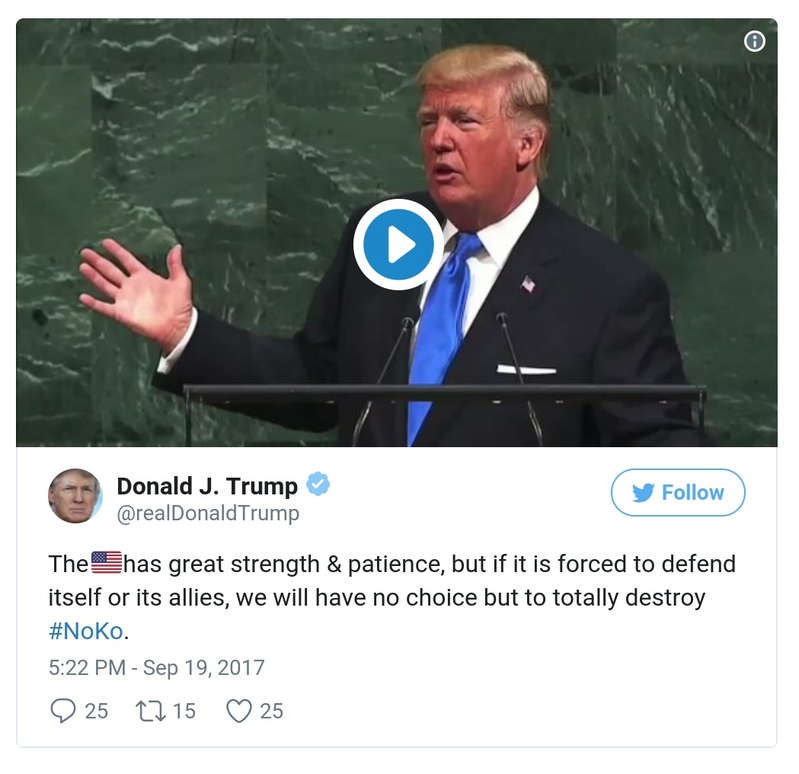 Donald J. Trump
Follow
@realDonaldTrump
The🇺🇸has great strength & patience, but if it is forced to defend
itself or its allies, we will have no choice but to totally destroy
#NoKo.
5:22 PM - Sep 19, 2017
25 15 25